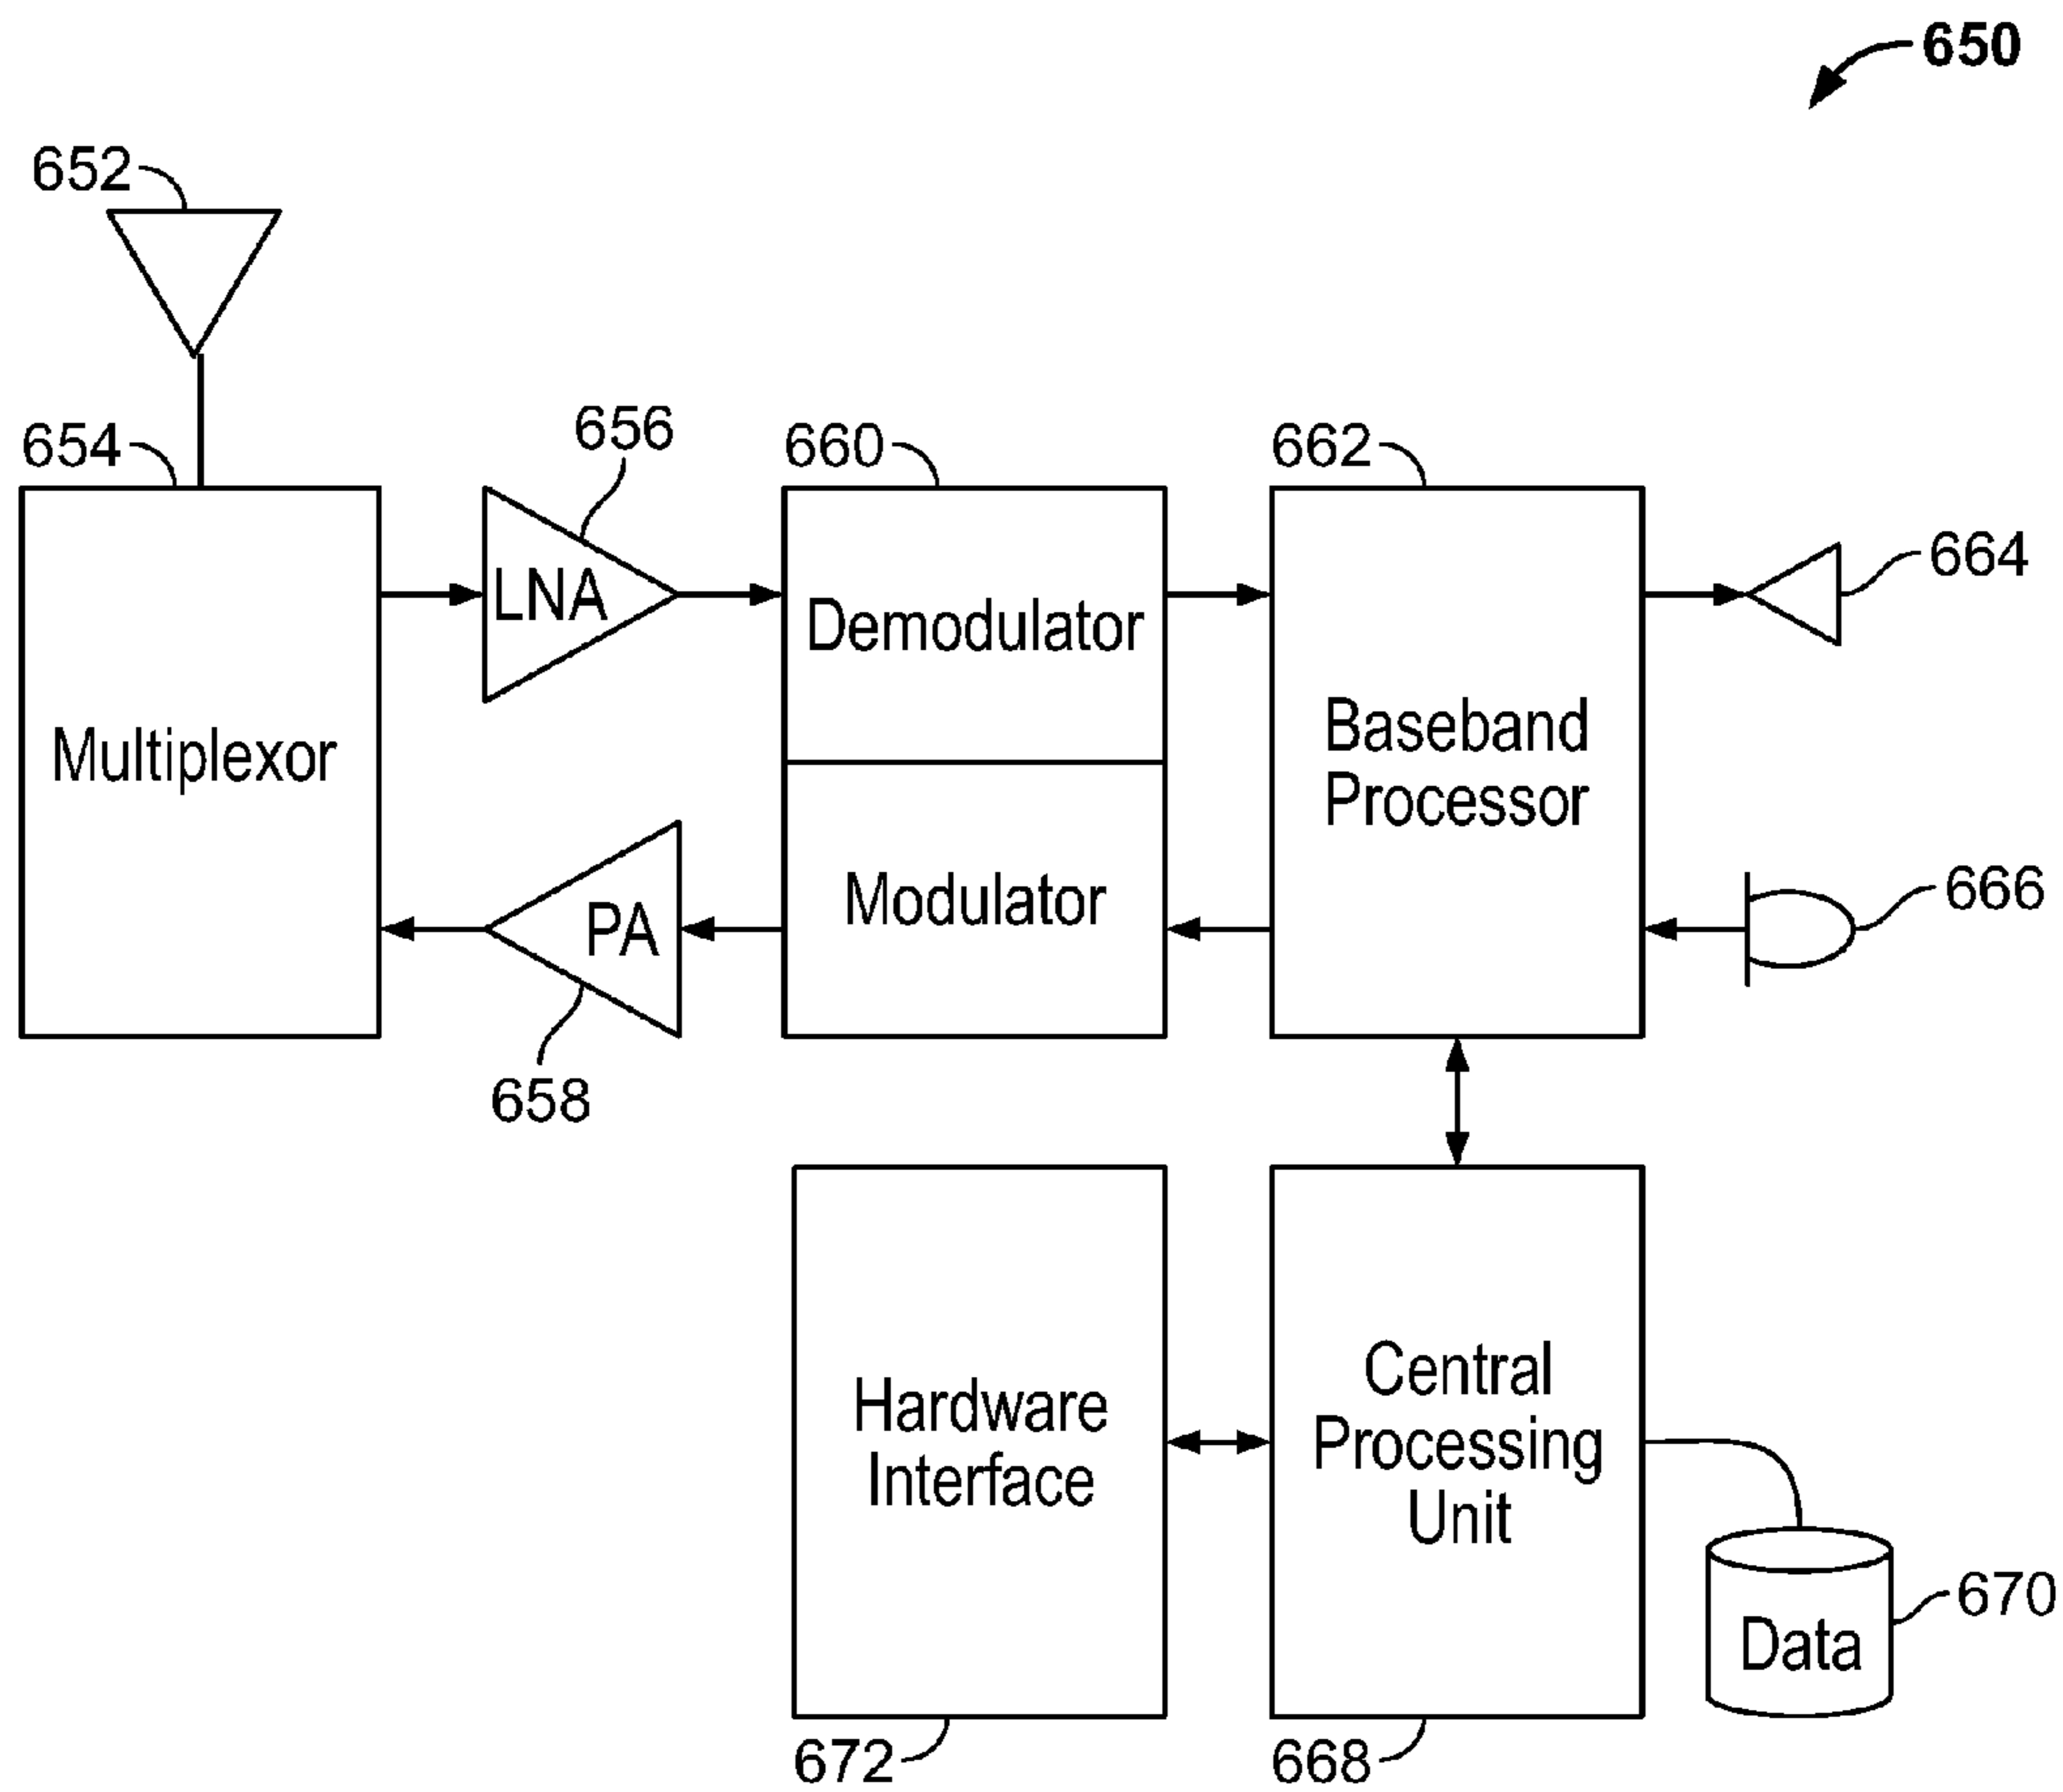 650
652
654
656
660
662
664
LNA
Demodulator
Multiplexor
Baseband
Processor
Modulator
PA
666
658
Hardware
Interface
Central
Processing
Unit
670
Data
672
668